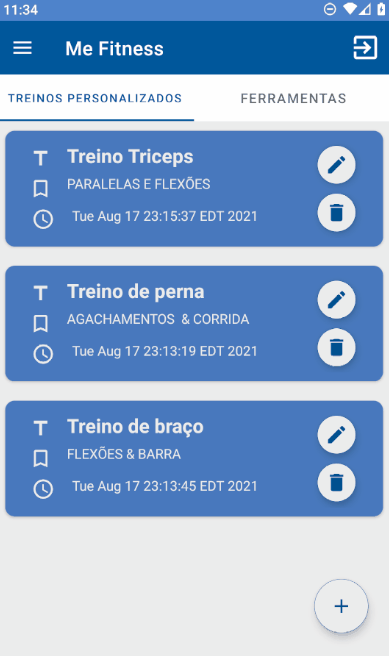 11:34
Me Fitness
TREINOS PERSONALIZADOS
FERRAMENTAS
Treino Triceps
PARALELAS E FLEXÕES
Tue Aug 17 23:15:37 EDT 2021
Treino de perna
AGACHAMENTOS  & CORRIDA
Tue Aug 17 23:13:19 EDT 2021
Treino de braço
FLEXÕES & BARRA
Tue Aug 17 23:13:45 EDT 2021